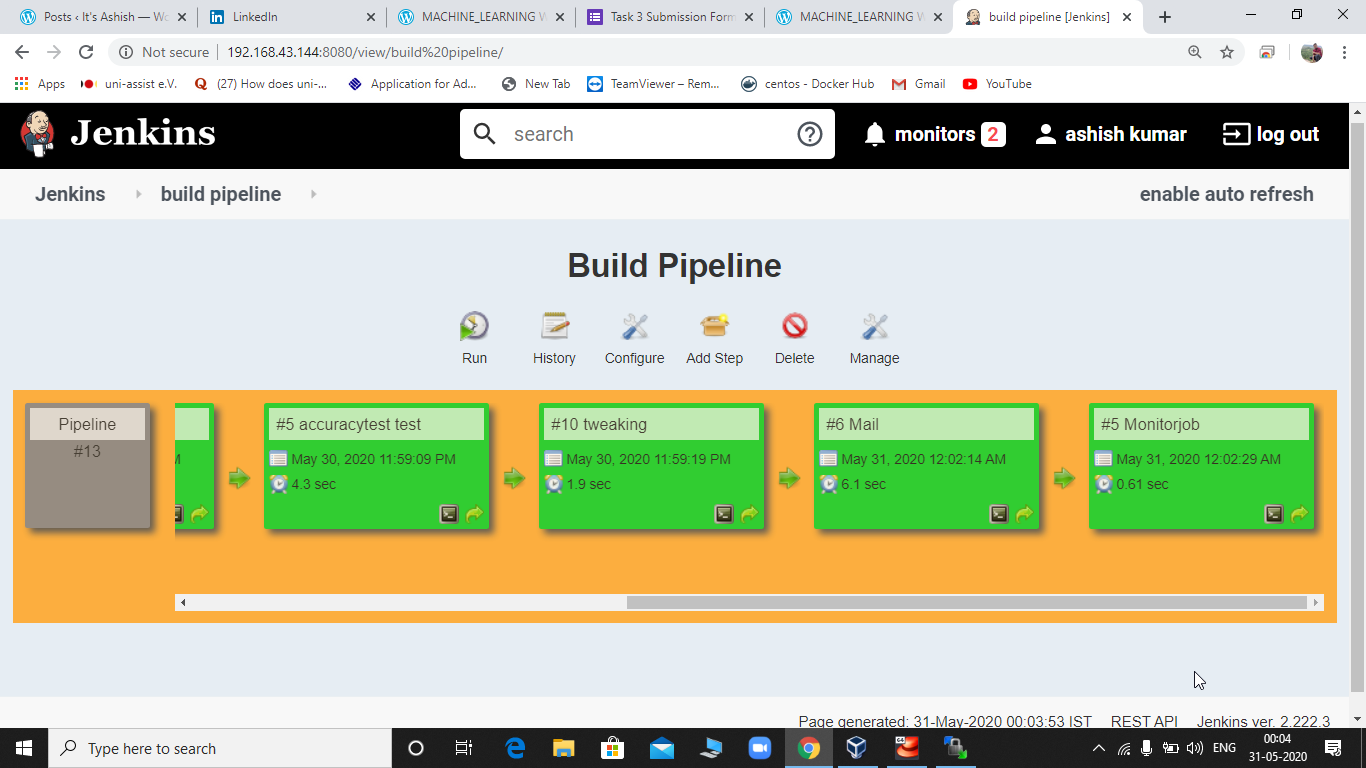 Posts ‹ It's Ashish — Wo
LinkedIn
MACHINE_LEARNING W
Task 3 Submission Form
MACHINE_LEARNING W
build pipeline [Jenkins]
Not secure
192.168.43.144:8080/view/build%20pipeline/
Apps
uni-assist e.V.
(27) How does uni-...
Application for Ad...
New Tab
TeamViewer – Rem...
centos - Docker Hub
Gmail
YouTube
Jenkins
search
monitors 2
ashish kumar
log out
Jenkins
build pipeline
enable auto refresh
Build Pipeline
Run
History
Configure
Add Step
Delete
Manage
Pipeline
#13
M
#5 accuracytest test
May 30, 2020 11:59:09 PM
4.3 sec
#10 tweaking
May 30, 2020 11:59:19 PM
1.9 sec
#6 Mail
May 31, 2020 12:02:14 AM
6.1 sec
#5 Monitorjob
May 31, 2020 12:02:29 AM
0.61 sec
Page generated: 31-May-2020 00:03:53 IST
REST API
Jenkins ver. 2.222.3
Type here to search
64
ENG
00:04
31-05-2020